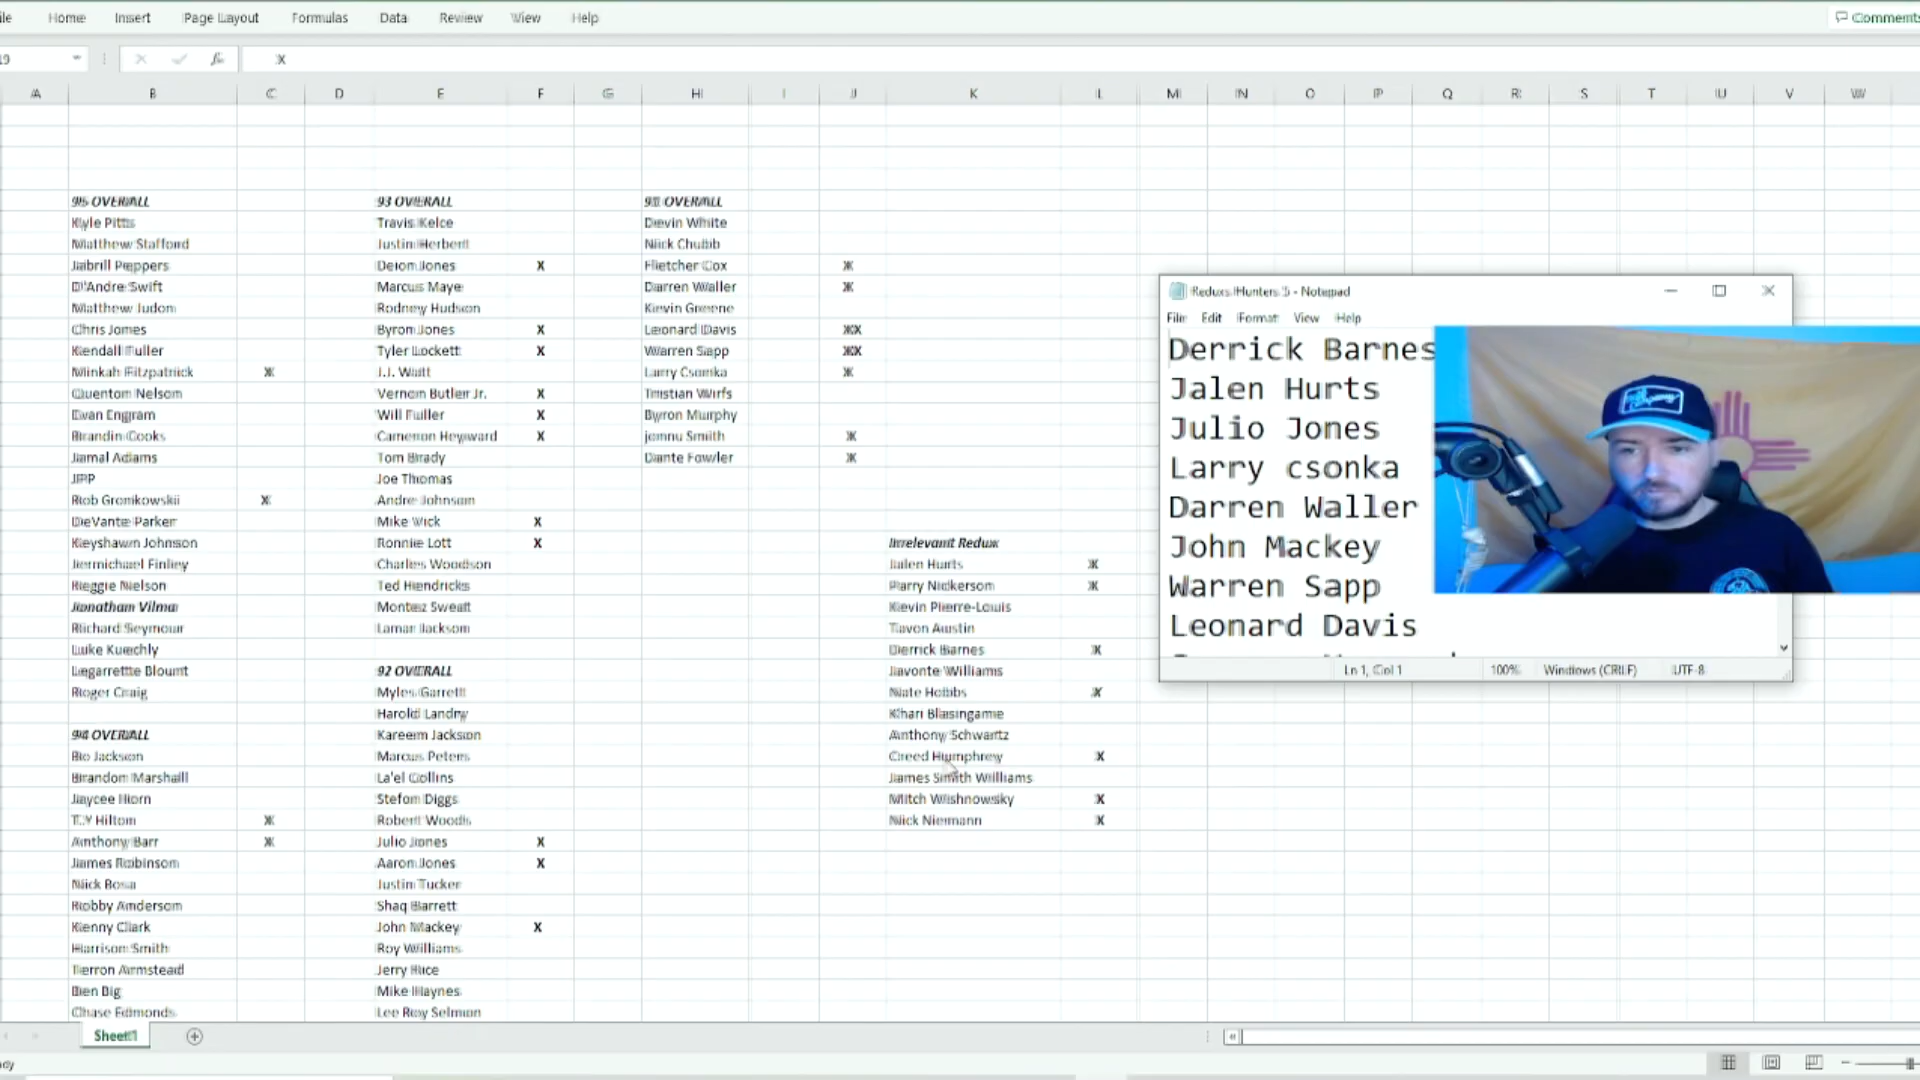 Home Insert Page Layout Formulas Data Review View Help Comments
X
A B C D E F G H I J K L M N O P Q R S T U V W
95 OVERALL
Kyle Pitts
Matthew Stafford
Jabrill Peppers
D'Andre Swift
Matthew Judon
Chris Jones
Kendall Fuller
Minkah Fitzpatrick X
Quenton Nelson
Evan Engram
Brandin Cooks
Jamal Adams
JPP
Rob Gronkowski X
DeVante Parker
Keyshawn Johnson
Jermichael Finley
Reggie Nelson
Jonathan Vilma
Richard Seymour
Luke Kuechly
Legarrette Blount
Roger Craig
94 OVERALL
Bo Jackson
Brandon Marshall
Jaycee Horn
T.Y Hilton X
Anthony Barr X
James Robinson
Nick Bosa
Robby Anderson
Kenny Clark
Harrison Smith
Terron Armstead
Ben Big
Chase Edmonds
93 OVERALL
Travis Kelce
Justin Herbert
Deion Jones X
Marcus Maye
Rodney Hudson
Byron Jones X
Tyler Lockett X
J.J. Watt
Vernon Butler Jr. X
Will Fuller X
Cameron Heyward X
Tom Brady
Joe Thomas
Andre Johnson
Mike Vick X
Ronnie Lott X
Charles Woodson
Ted Hendricks
Montez Sweat
Lamar Jackson
92 OVERALL
Myles Garrett
Harold Landry
Kareem Jackson
Marcus Peters
La'el Collins
Stefon Diggs
Robert Woods
Julio Jones X
Aaron Jones X
Justin Tucker
Shaq Barrett
John Mackey X
Roy Williams
Jerry Rice
Mike Haynes
Lee Roy Selmon
91 OVERALL
Devin White
Nick Chubb
Fletcher Cox X
Darren Waller X
Kevin Greene
Leonard Davis XX
Warren Sapp XX
Larry Csonka X
Tristian Wirfs
Byron Murphy
jonnu Smith X
Dante Fowler X
Irrelevant Redux
Jalen Hurts X
Parry Nickerson X
Kevin Pierre-Louis
Tavon Austin
Derrick Barnes X
Javonte Williams
Nate Hobbs X
Khari Blasingame
Anthony Schwartz
Creed Humphrey X
James Smith Williams
Mitch Wishnowsky X
Nick Niemann X
Reduxs Hunters 5 - Notepad
File Edit Format View Help
Derrick Barnes
Jalen Hurts
Julio Jones
Larry csonka
Darren Waller
John Mackey
Warren Sapp
Leonard Davis
Ln 1, Col 1 100% Windows (CRLF) UTF-8
Sheet1